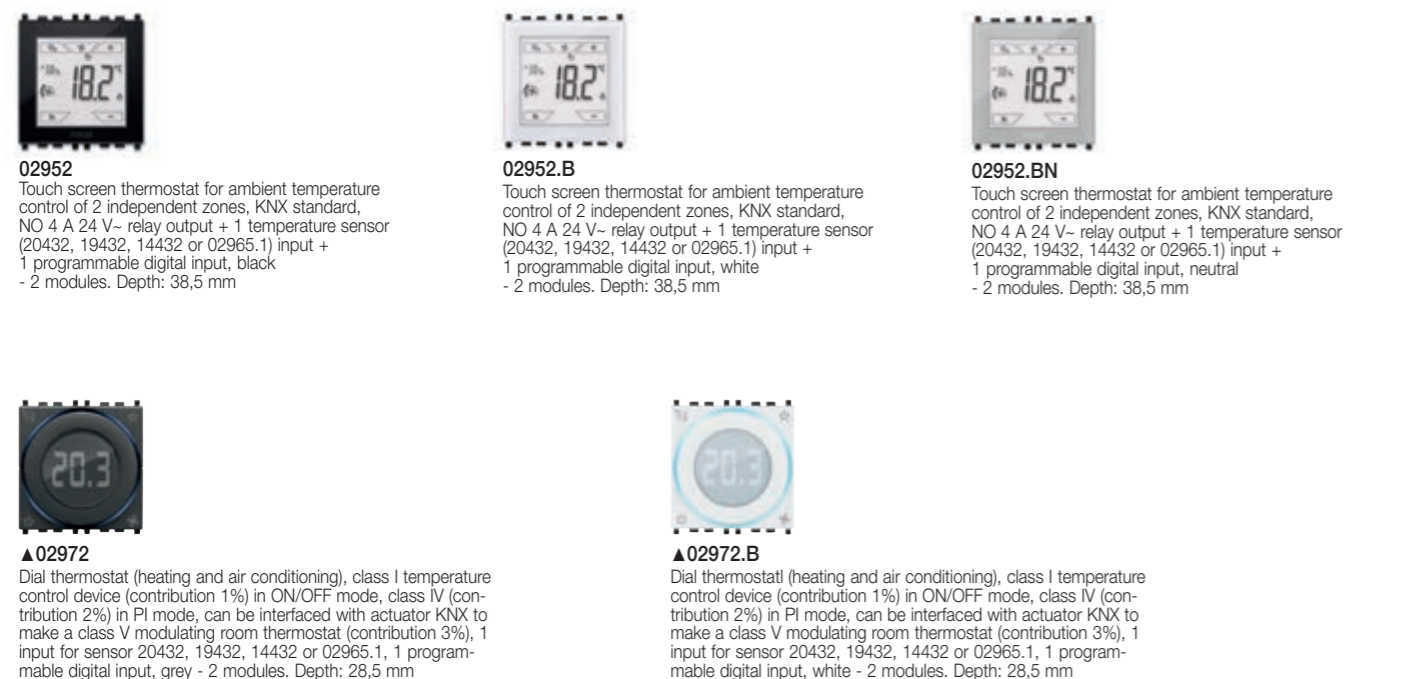 18.2
18.2
18.2
02952
Touch screen thermostat for ambient temperature
control of 2 independent zones, KNX standard,
NO 4 A 24 V~ relay output + 1 temperature sensor
(20432, 19432, 14432 or 02965.1) input +
1 programmable digital input, black
- 2 modules. Depth: 38,5 mm
02952.B
Touch screen thermostat for ambient temperature
control of 2 independent zones, KNX standard,
NO 4 A 24 V~ relay output + 1 temperature sensor
(20432, 19432, 14432 or 02965.1) input +
1 programmable digital input, white
- 2 modules. Depth: 38,5 mm
02952.BN
Touch screen thermostat for ambient temperature
control of 2 independent zones, KNX standard,
NO 4 A 24 V~ relay output + 1 temperature sensor
(20432, 19432, 14432 or 02965.1) input +
1 programmable digital input, neutral
- 2 modules. Depth: 38,5 mm
20.3
20.3
▲02972
Dial thermostat (heating and air conditioning), class I temperature
control device (contribution 1%) in ON/OFF mode, class IV (con-
tribution 2%) in PI mode, can be interfaced with actuator KNX to
make a class V modulating room thermostat (contribution 3%), 1
input for sensor 20432, 19432, 14432 or 02965.1, 1 program-
mable digital input, grey - 2 modules. Depth: 28,5 mm
▲02972.B
Dial thermostatl (heating and air conditioning), class I temperature
control device (contribution 1%) in ON/OFF mode, class IV (con-
tribution 2%) in PI mode, can be interfaced with actuator KNX to
make a class V modulating room thermostat (contribution 3%), 1
input for sensor 20432, 19432, 14432 or 02965.1, 1 program-
mable digital input, white - 2 modules. Depth: 28,5 mm